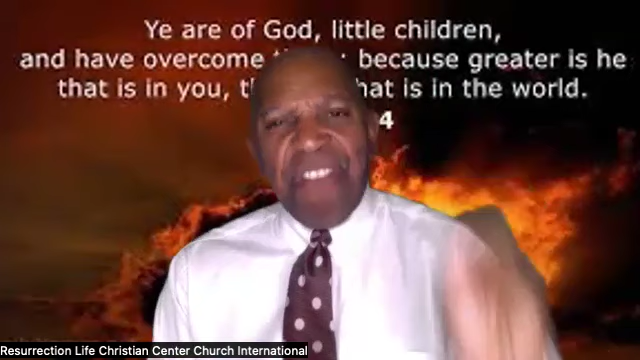 Ye are of God, little children,
and have overcome because greater is he
that is in you, is in the world.
4
Resurrection Life Christian Center Church International